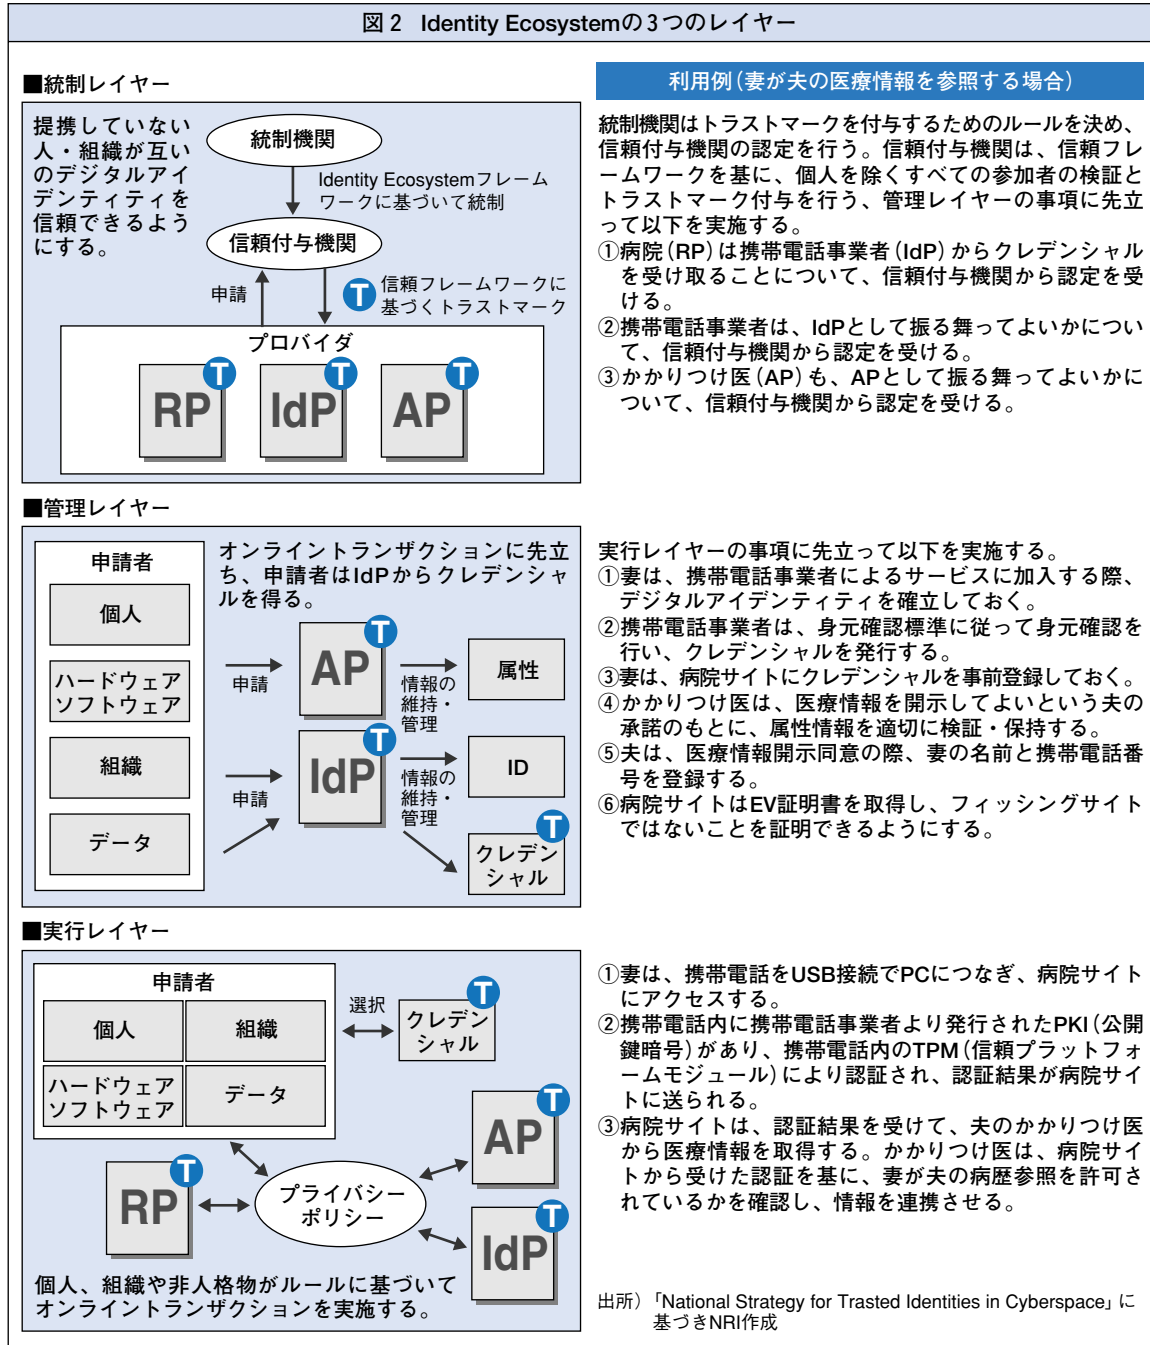 図2 Identity Ecosystemの3つのレイヤー
■統制レイヤー
提携していない
人・組織が互い
のデジタルアイ
デンティティを
信頼できるよう
にする。
統制機関
Identity Ecosystemフレーム
ワークに基づいて統制
信頼付与機関
申請
T
信頼フレームワークに
基づくトラストマーク
プロバイダ
RP
T
IdP
T
AP
T
利用例（妻が夫の医療情報を参照する場合）
統制機関はトラストマークを付与するためのルールを決め、
信頼付与機関の認定を行う。信頼付与機関は、信頼フレ
ームワークを基に、個人を除くすべての参加者の検証と
トラストマーク付与を行う、管理レイヤーの事項に先立
って以下を実施する。
①病院（RP）は携帯電話事業者（IdP）からクレデンシャル
を受け取ることについて、信頼付与機関から認定を受
ける。
②携帯電話事業者は、IdPとして振る舞ってよいかについ
て、信頼付与機関から認定を受ける。
③かかりつけ医（AP）も、APとして振る舞ってよいかに
ついて、信頼付与機関から認定を受ける。
■管理レイヤー
申請者
個人
ハードウェア
ソフトウェア
組織
データ
オンライントランザクションに先立
ち、申請者はIdPからクレデンシャ
ルを得る。
申請
AP
T
情報の
維持・
管理
属性
申請
IdP
T
情報の
維持・
管理
ID
クレデン
シャル
T
実行レイヤーの事項に先立って以下を実施する。
①妻は、携帯電話事業者によるサービスに加入する際、
デジタルアイデンティティを確立しておく。
②携帯電話事業者は、身元確認標準に従って身元確認を
行い、クレデンシャルを発行する。
③妻は、病院サイトにクレデンシャルを事前登録しておく。
④かかりつけ医は、医療情報を開示してよいという夫の
承諾のもとに、属性情報を適切に検証・保持する。
⑤夫は、医療情報開示同意の際、妻の名前と携帯電話番
号を登録する。
⑥病院サイトはEV証明書を取得し、フィッシングサイト
ではないことを証明できるようにする。
■実行レイヤー
申請者
個人
組織
ハードウェア
ソフトウェア
データ
選択
クレデン
シャル
T
AP
T
RP
T
プライバシー
ポリシー
IdP
T
個人、組織や非人格物がルールに基づいて
オンライントランザクションを実施する。
①妻は、携帯電話をUSB接続でPCにつなぎ、病院サイト
にアクセスする。
②携帯電話内に携帯電話事業者より発行されたPKI（公開
鍵暗号）があり、携帯電話内のTPM（信頼プラットフォ
ームモジュール）により認証され、認証結果が病院サイ
トに送られる。
③病院サイトは、認証結果を受けて、夫のかかりつけ医
から医療情報を取得する。かかりつけ医は、病院サイ
トから受けた認証を基に、妻が夫の病歴参照を許可さ
れているかを確認し、情報を連携させる。
出所）「National Strategy for Trasted Identities in Cyberspace」に
基づきNRI作成